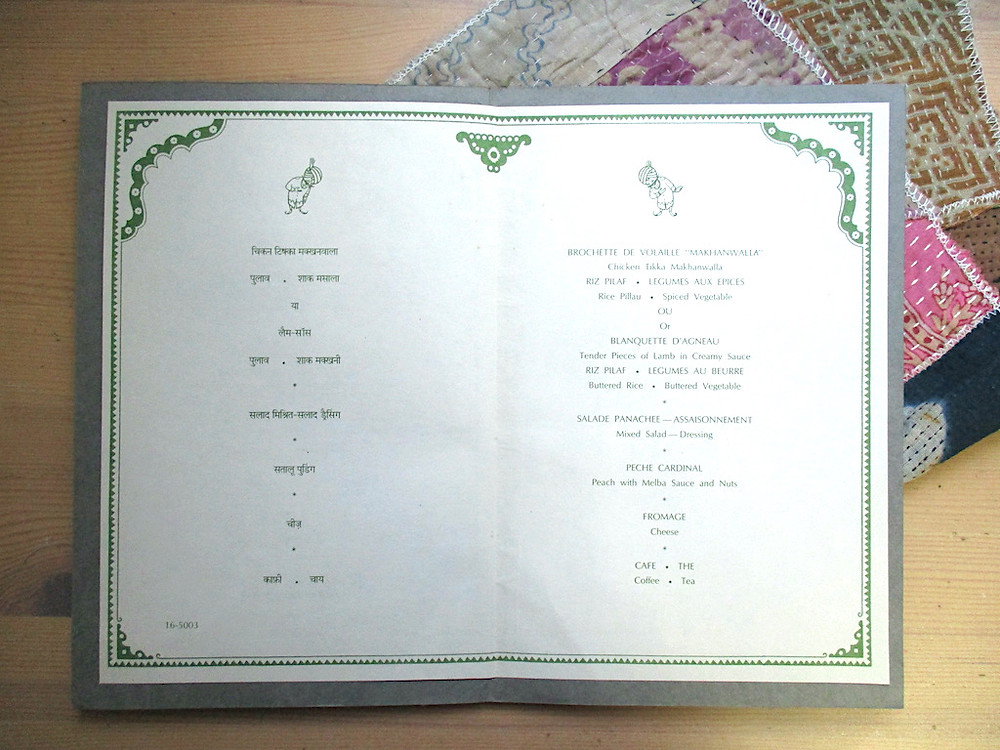 चिकन टिक्का मक्खनवाला
पुलाव • शाक मसाला
या
लैम-सॉस
पुलाव • शाक मक्खनी
*
सलाद मिश्रित-सलाद ड्रैसिंग
*
सतालू पुडिंग
*
चीज़
*
काफ़ी • चाय
16-5003
BROCHETTE DE VOLAILLE "MAKHANWALLA"
Chicken Tikka Makhanwalla
RIZ PILAF • LEGUMES AUX EPICES
Rice Pillau • Spiced Vegetable
OU
Or
BLANQUETTE D'AGNEAU
Tender Pieces of Lamb in Creamy Sauce
RIZ PILAF • LEGUMES AU BEURRE
Buttered Rice • Buttered Vegetable
*
SALADE PANACHEE — ASSAISONNEMENT
Mixed Salad — Dressing
*
PECHE CARDINAL
Peach with Melba Sauce and Nuts
*
FROMAGE
Cheese
*
CAFE • THE
Coffee • Tea